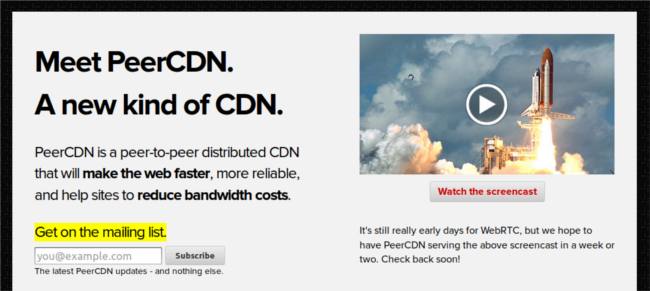 Meet PeerCDN.
A new kind of CDN.
PeerCDN is a peer-to-peer distributed CDN
that will make the web faster, more reliable,
and help sites to reduce bandwidth costs.
Get on the mailing list.
you@example.com
Subscribe
The latest PeerCDN updates - and nothing else.
Watch the screencast
It's still really early days for WebRTC, but we hope to
have PeerCDN serving the above screencast in a week or
two. Check back soon!